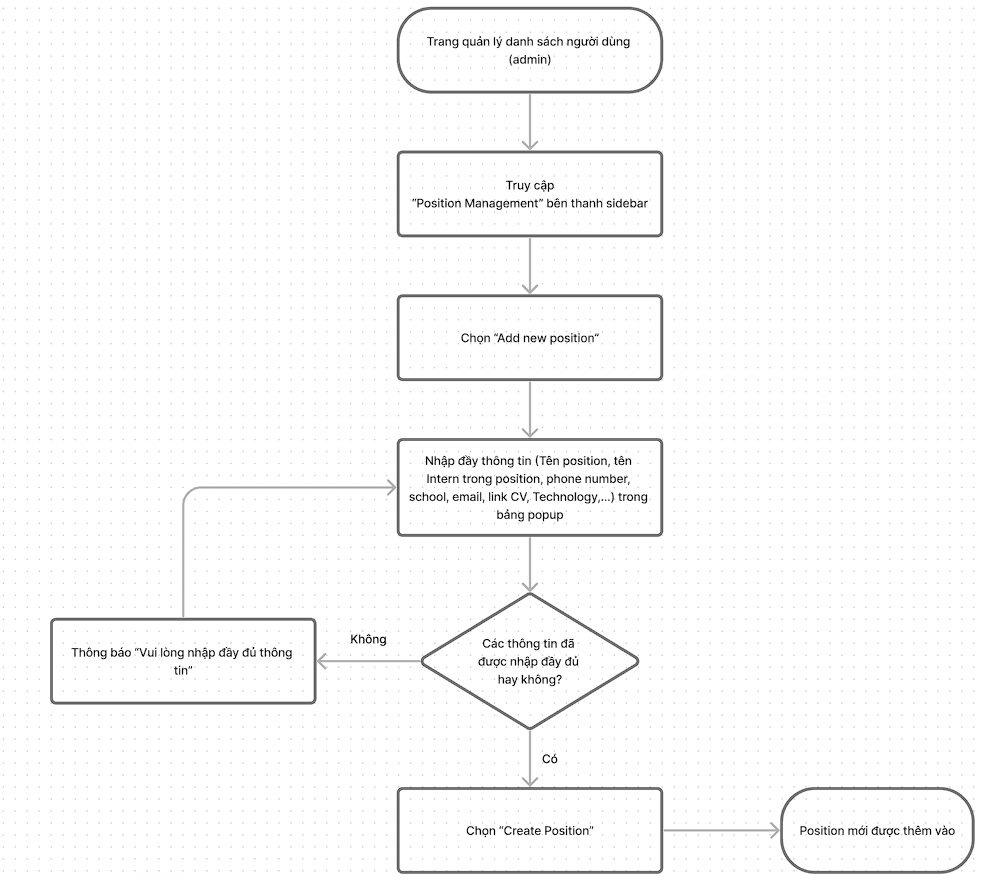 Trang quản lý danh sách người dùng
(admin)
Truy cập
“Position Management” bên thanh sidebar
Chọn “Add new position”
Nhập đầy thông tin (Tên position, tên
Intern trong position, phone number,
school, email, link CV, Technology,...) trong
bảng popup
Các thông tin đã
được nhập đầy đủ
hay không?
Không
Thông báo “Vui lòng nhập đầy đủ thông
tin”
Có
Chọn “Create Position”
Position mới được thêm vào